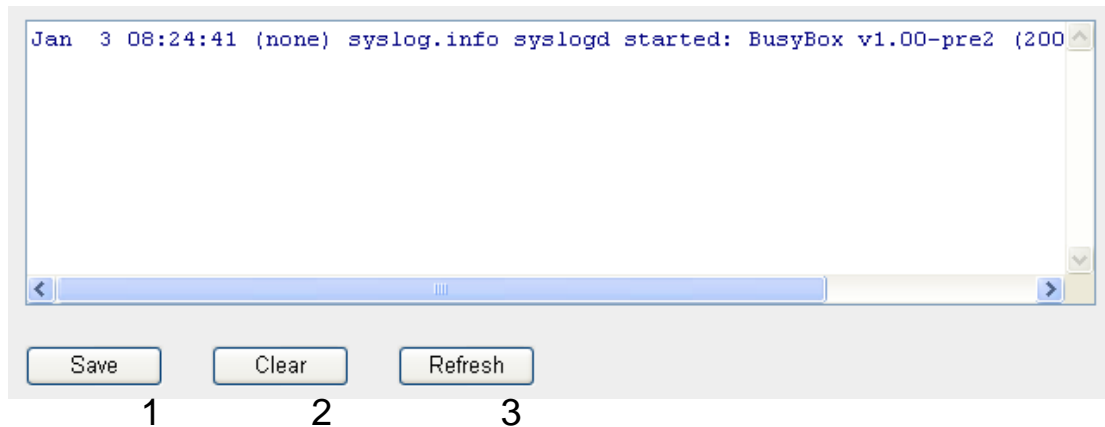 Jan  3 08:24:41 (none) syslog.info syslogd started: BusyBox v1.00-pre2 (200
Save Clear Refresh
1 2 3